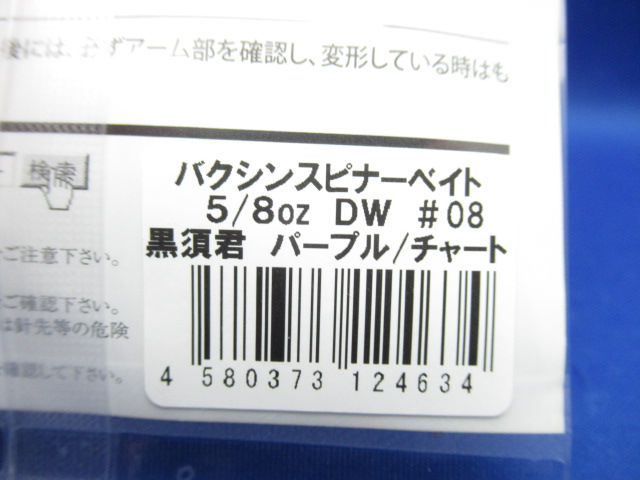 後には、必ずアーム部を確認し、変形している時はも
検索
バクシンスピナーベイト
5/8oz DW #08
黒須君 パープル/チャート
ご注意下さい。
ご確認下さい。
は針先等の危険
確認して下さい。
4 580373 124634